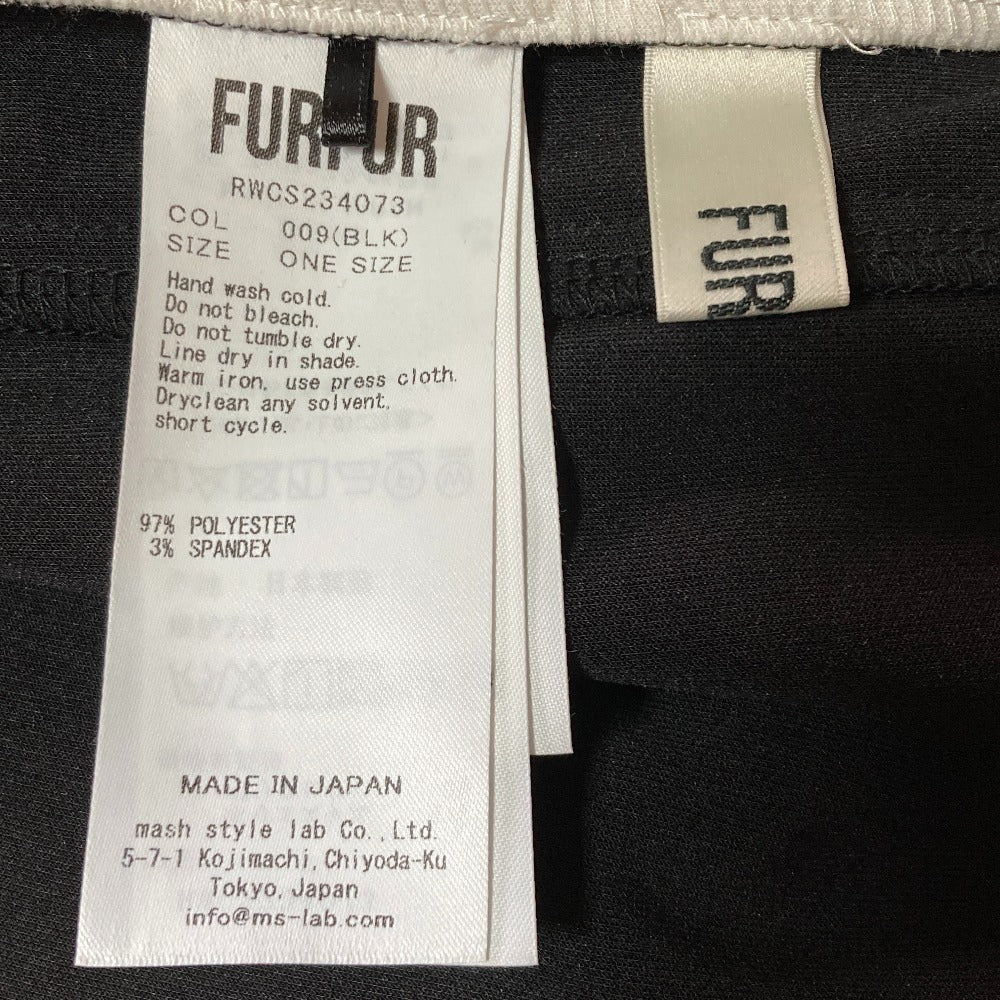 FURFUR
RWCS234073
COL 009(BLK)
SIZE ONE SIZE
Hand wash cold.
Do not bleach.
Do not tumble dry.
Line dry in shade.
Warm iron, use press cloth.
Dryclean any solvent,
short cycle.
97% POLYESTER
3% SPANDEX
MADE IN JAPAN
mash style lab Co.,Ltd.
5-7-1 Kojimachi,Chiyoda-Ku
Tokyo,Japan
info@ms-lab.com
FUR
FUR